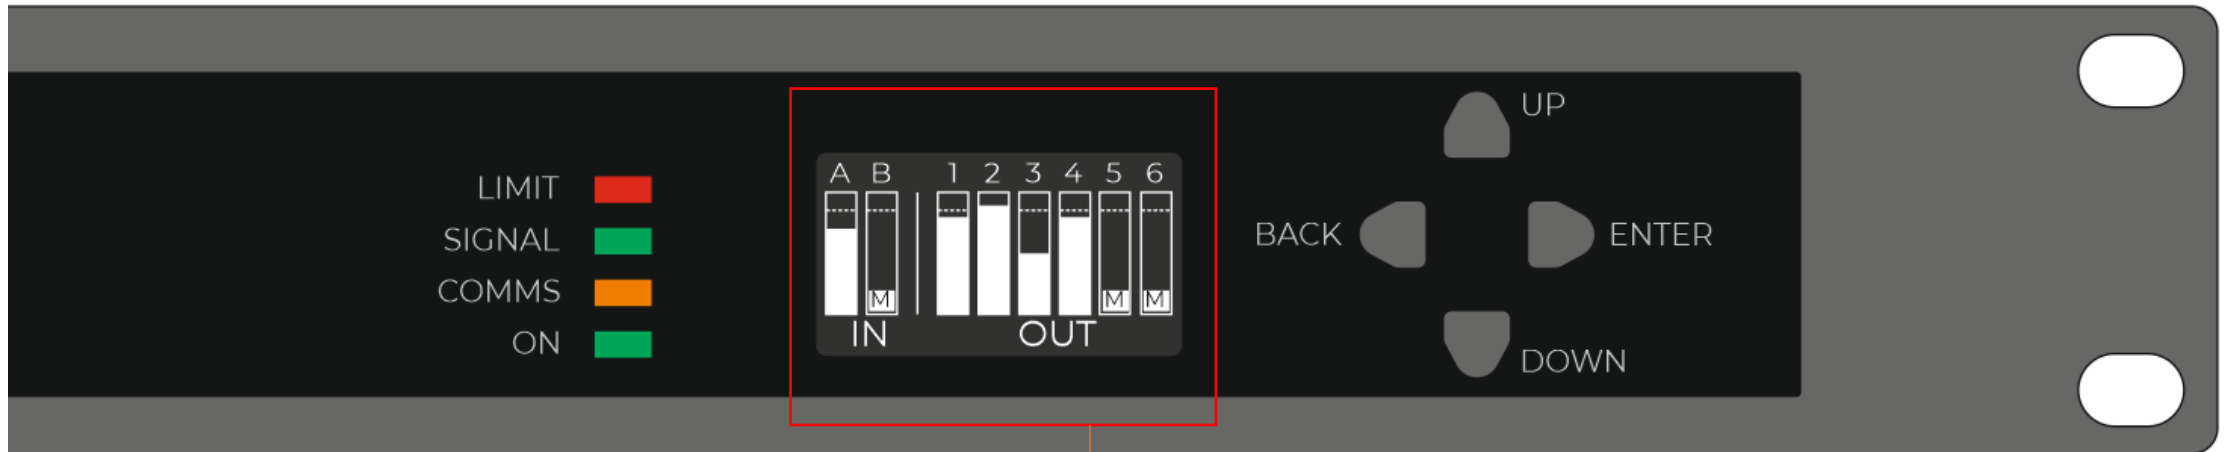 LIMIT
SIGNAL
COMMS
ON
A B 1 2 3 4 5 6
M M M
IN OUT
UP
BACK ENTER
DOWN